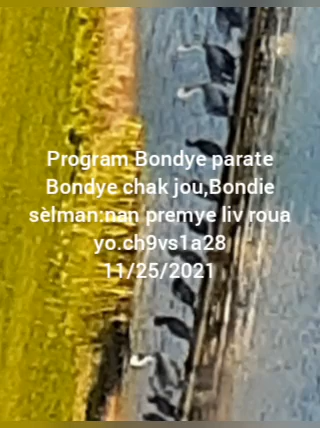 Program Bondye parate
Bondye chak jou,Bondie
sèlman:nan premye liv roua
yo.ch9vs1a28
11/25/2021